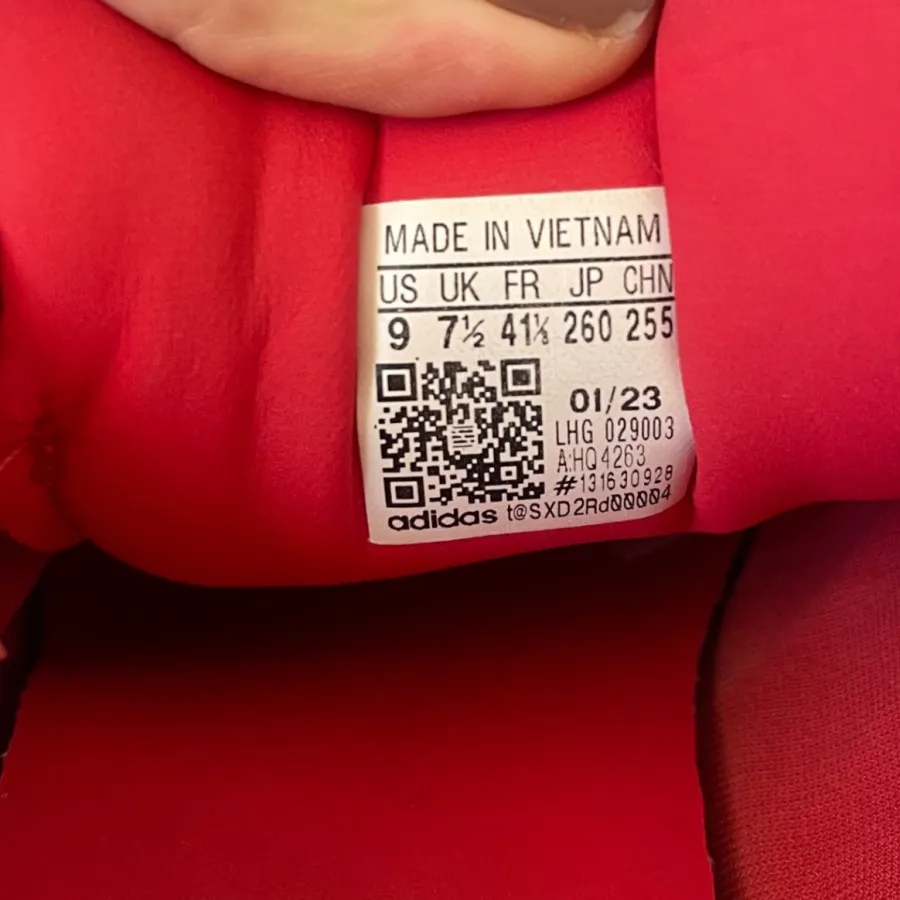 MADE IN VIETNAM
US UK FR JP CHN
9 7½ 41⅓ 260 255
01/23
LHG 029003
A:HQ4263
#131630928
adidas t@SXD2Rd00004